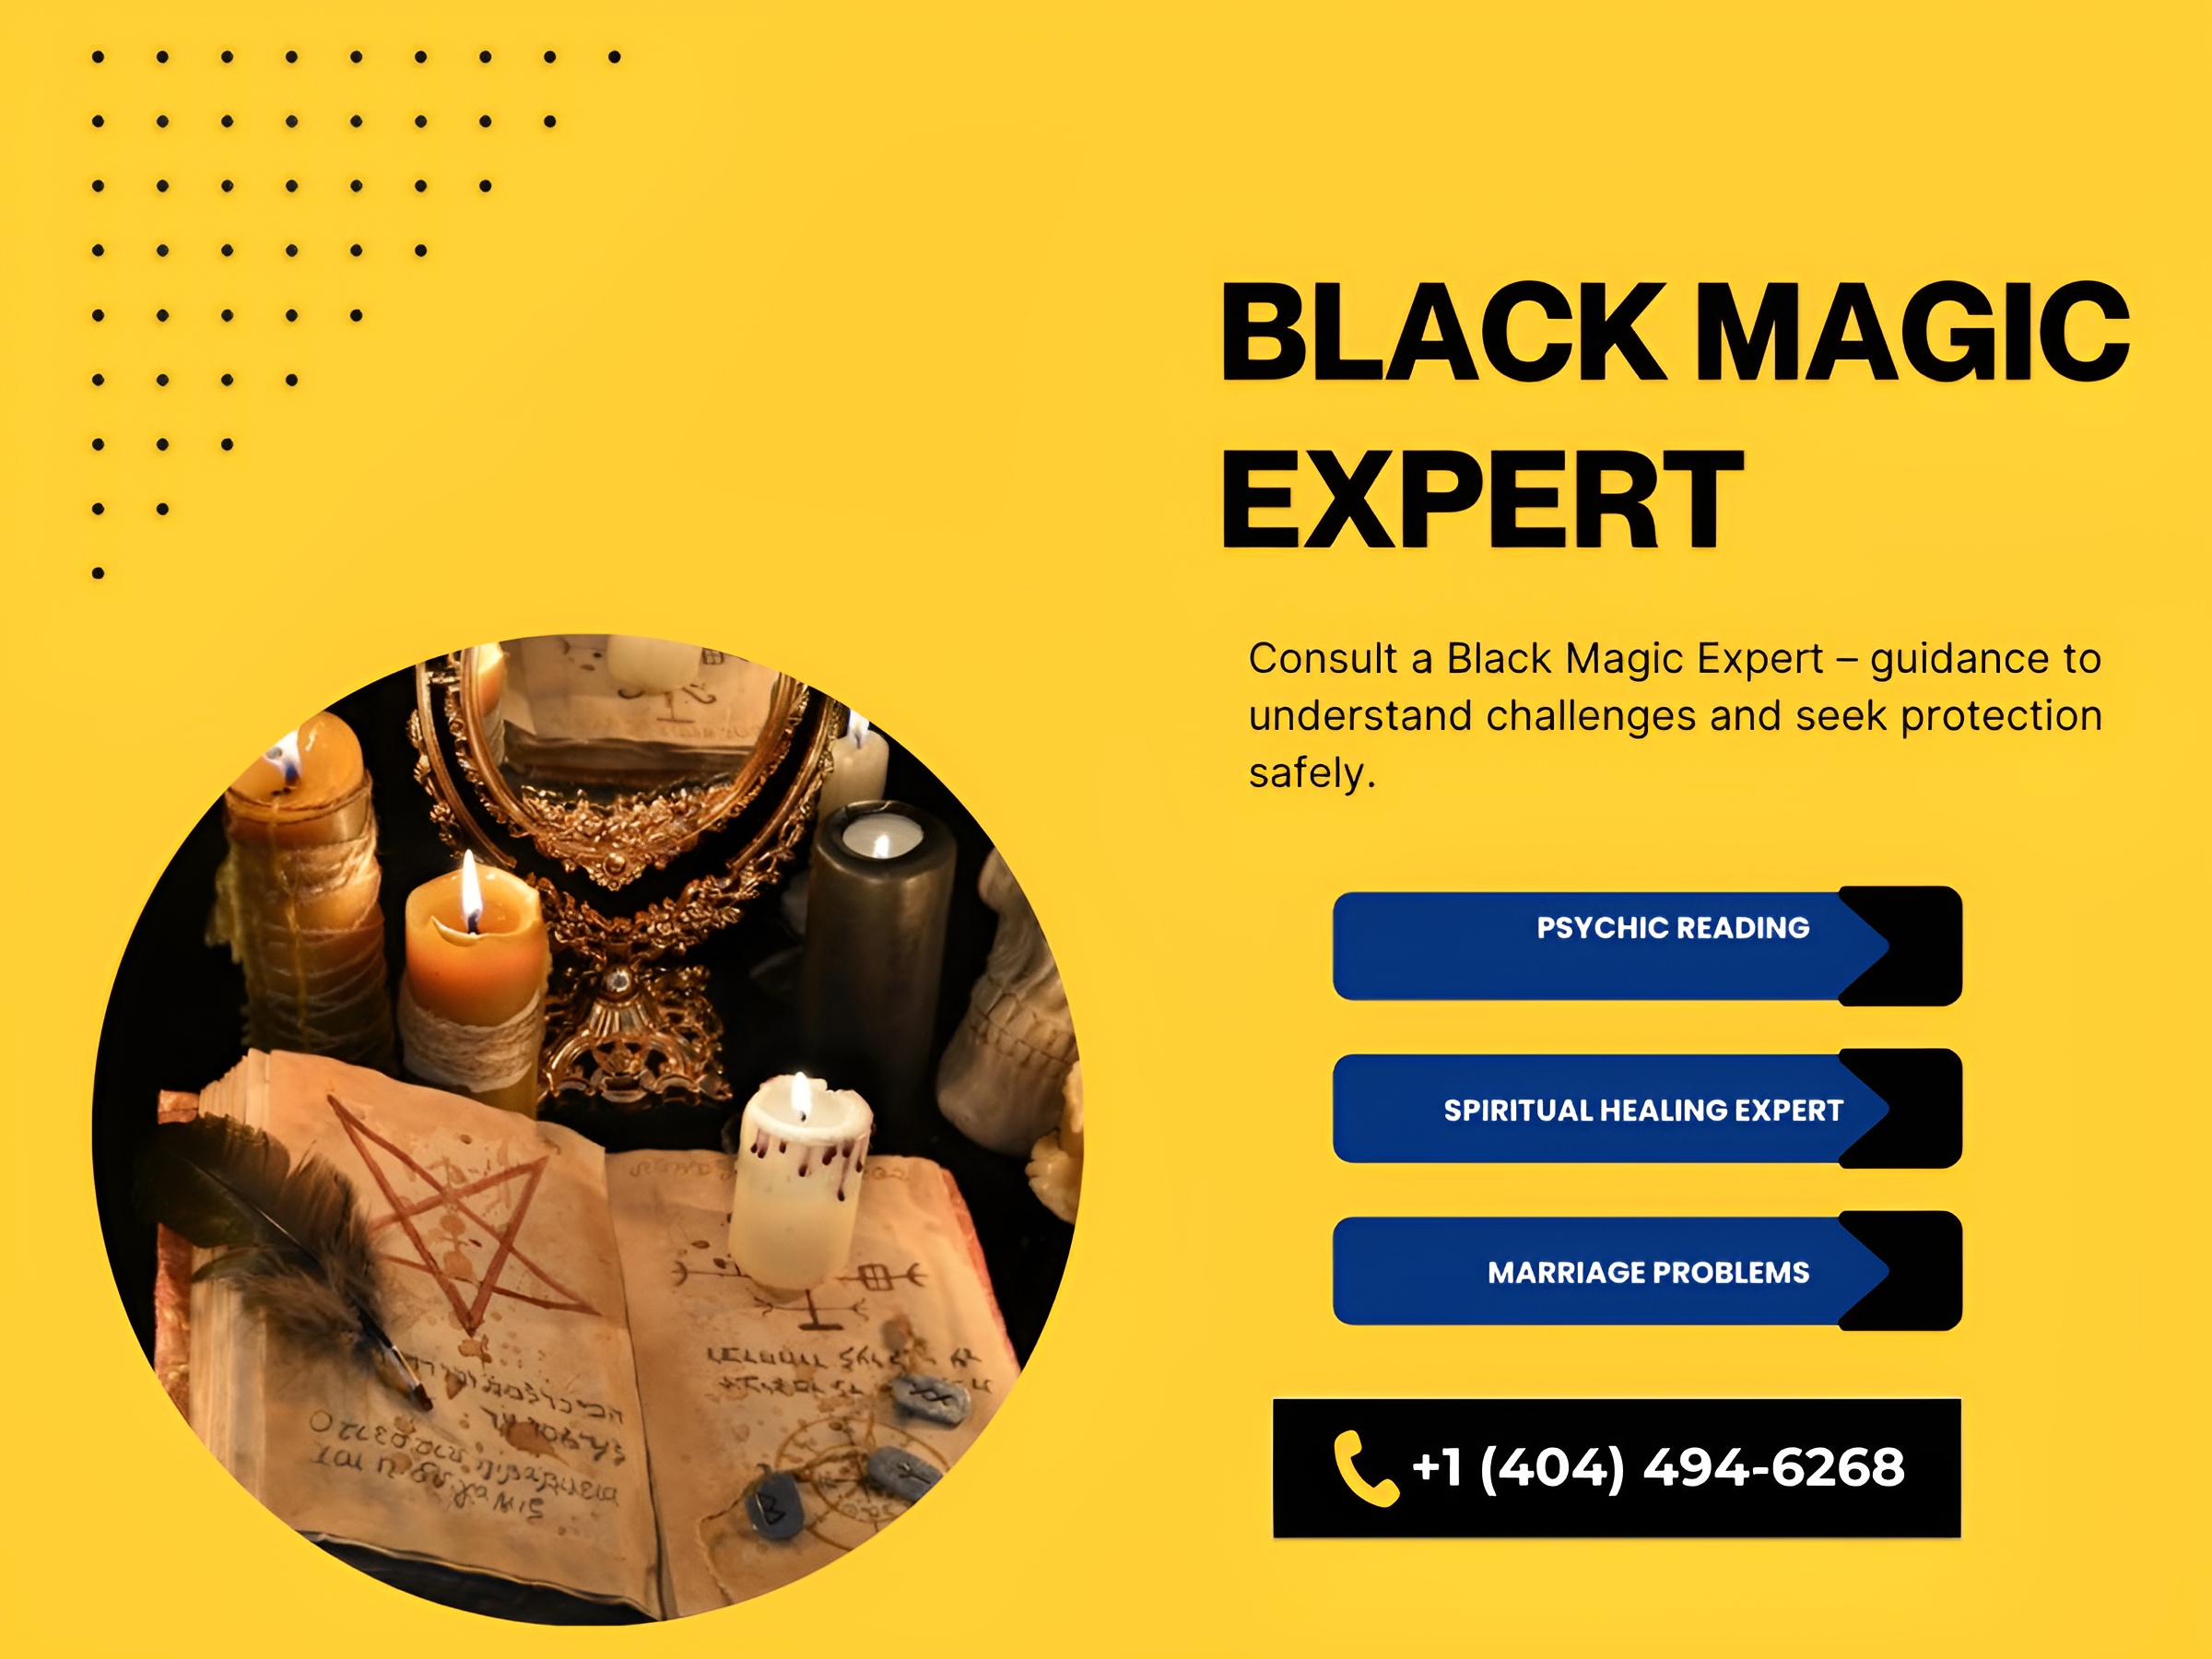 BLACK MAGIC
EXPERT
Consult a Black Magic Expert – guidance to
understand challenges and seek protection
safely.
PSYCHIC READING
SPIRITUAL HEALING EXPERT
MARRIAGE PROBLEMS
+1 (404) 494-6268